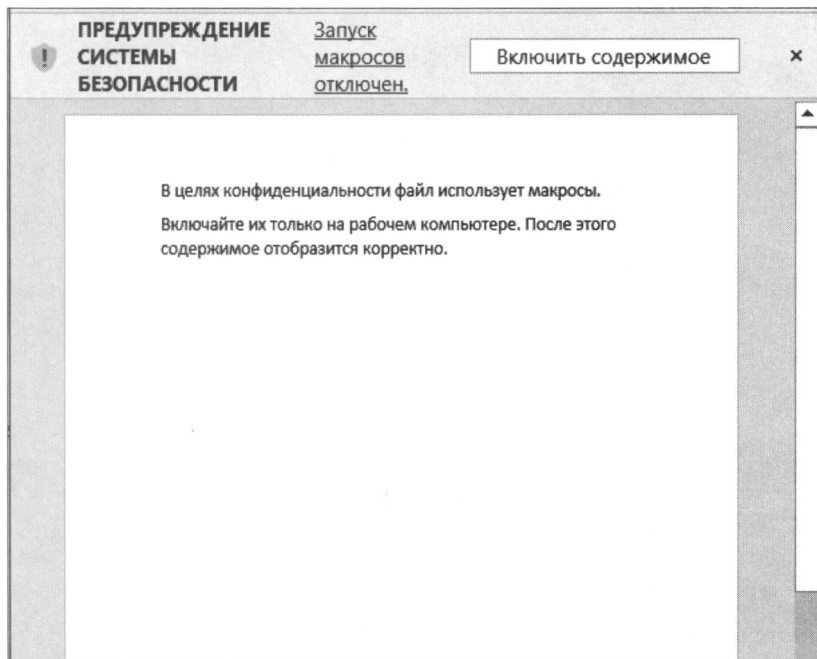 ПРЕДУПРЕЖДЕНИЕ
СИСТЕМЫ
БЕЗОПАСНОСТИ
Запуск
макросов
отключен.
Включить содержимое
В целях конфиденциальности файл использует макросы.
Включайте их только на рабочем компьютере. После этого
содержимое отобразится корректно.